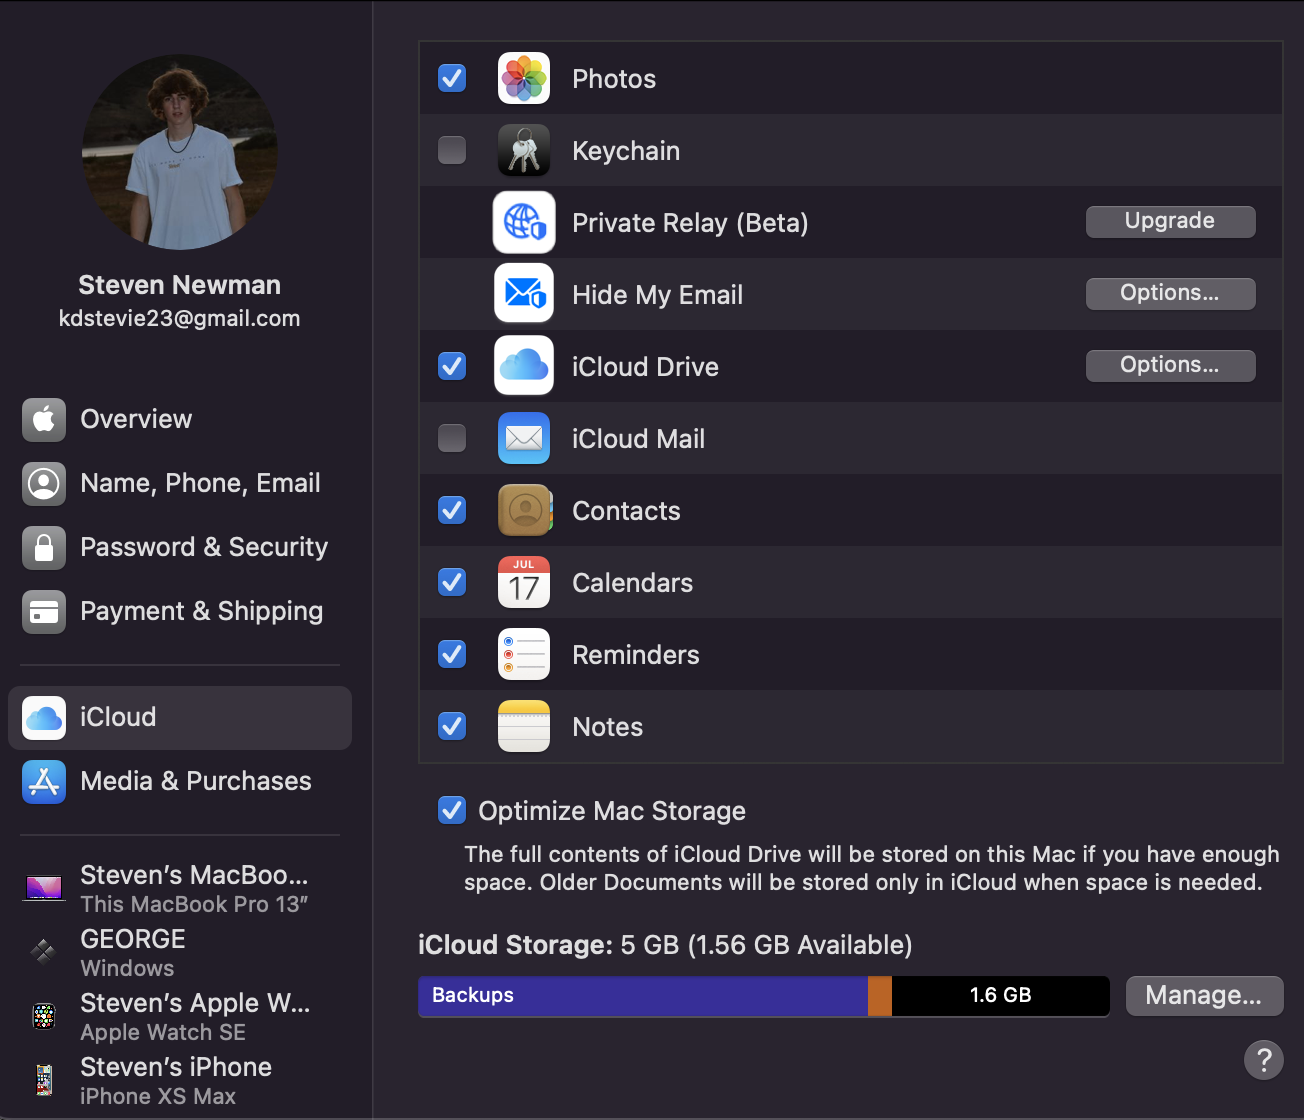 Steven Newman
kdstevie23@gmail.com
Overview
Name, Phone, Email
Password & Security
Payment & Shipping
iCloud
Media & Purchases
Steven’s MacBoo...
This MacBook Pro 13”
GEORGE
Windows
Steven’s Apple W...
Apple Watch SE
Steven’s iPhone
iPhone XS Max
Photos
Keychain
Private Relay (Beta)
Upgrade
Hide My Email
Options...
iCloud Drive
Options...
iCloud Mail
Contacts
JUL
17
Calendars
Reminders
Notes
Optimize Mac Storage
The full contents of iCloud Drive will be stored on this Mac if you have enough
space. Older Documents will be stored only in iCloud when space is needed.
iCloud Storage: 5 GB (1.56 GB Available)
Backups
1.6 GB
Manage...
?